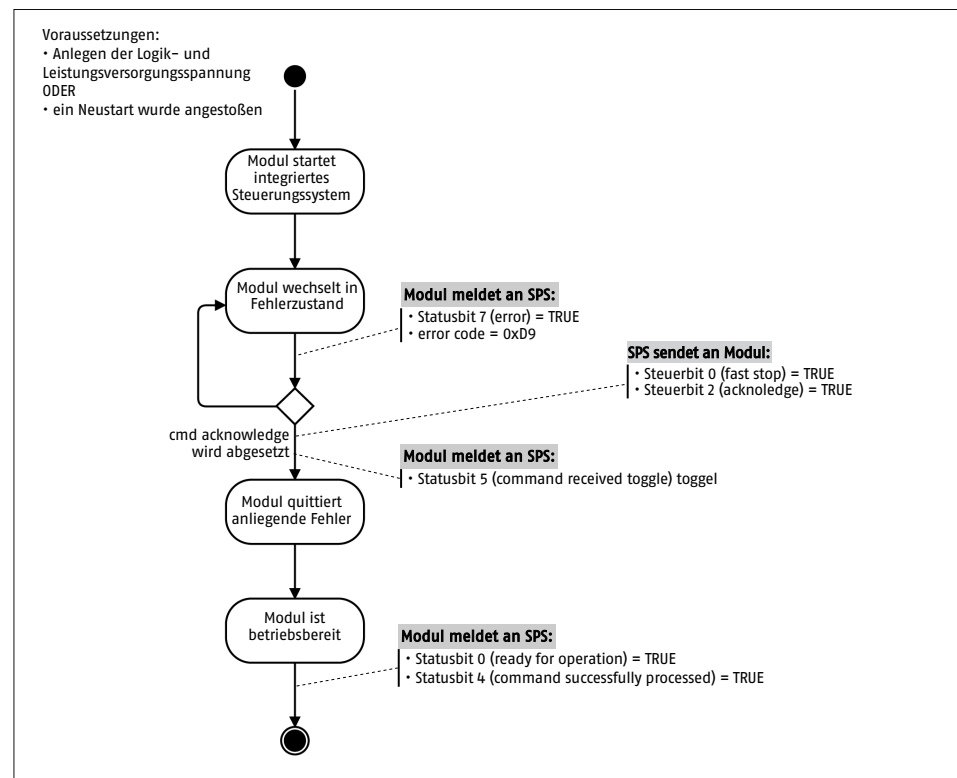 Voraussetzungen:
• Anlegen der Logik- und
Leistungsversorgungsspannung
ODER
• ein Neustart wurde angestoßen
Modul startet
integriertes
Steuerungssystem
Modul wechselt in
Fehlerzustand
Modul meldet an SPS:
• Statusbit 7 (error) = TRUE
• error code = 0xD9
SPS sendet an Modul:
• Steuerbit 0 (fast stop) = TRUE
• Steuerbit 2 (acknoledge) = TRUE
cmd acknowledge
wird abgesetzt
Modul meldet an SPS:
• Statusbit 5 (command received toggle) toggel
Modul quittiert
anliegende Fehler
Modul ist
betriebsbereit
Modul meldet an SPS:
• Statusbit 0 (ready for operation) = TRUE
• Statusbit 4 (command successfully processed) = TRUE